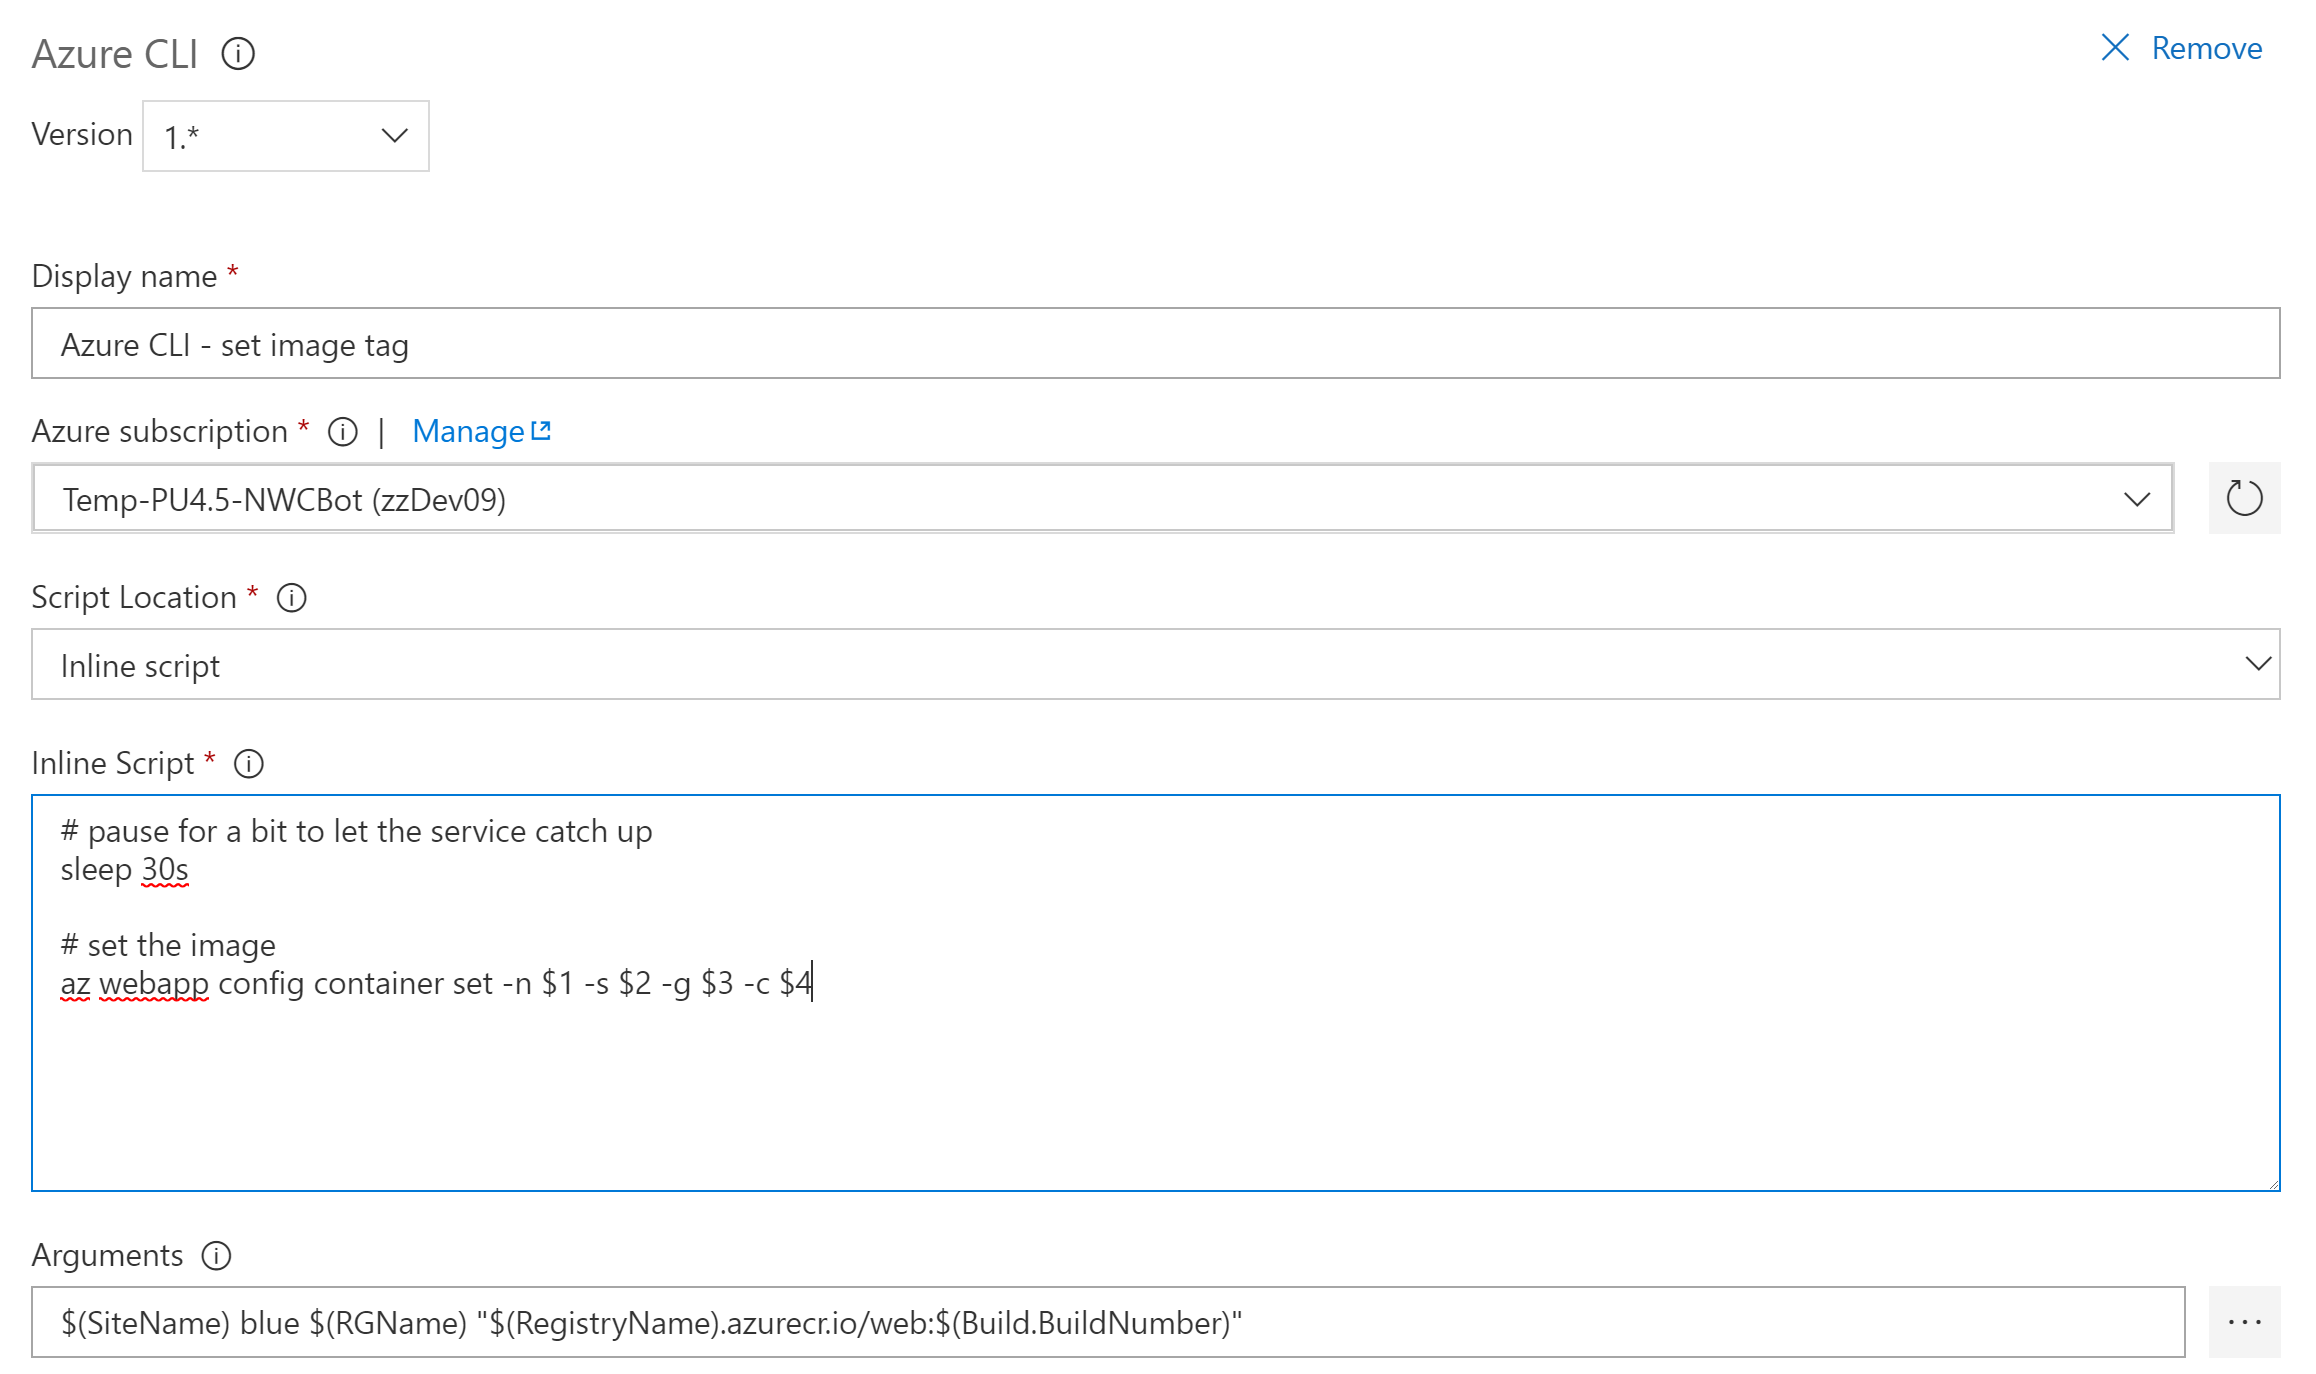 Azure CLI
Remove
Version 1.*
Display name *
Azure CLI - set image tag
Azure subscription * | Manage
Temp-PU4.5-NWCBot (zzDev09)
Script Location *
Inline script
Inline Script *
# pause for a bit to let the service catch up
sleep 30s
# set the image
az webapp config container set -n $1 -s $2 -g $3 -c $4
Arguments
$(SiteName) blue $(RGName) "$(RegistryName).azurecr.io/web:$(Build.BuildNumber)"
...